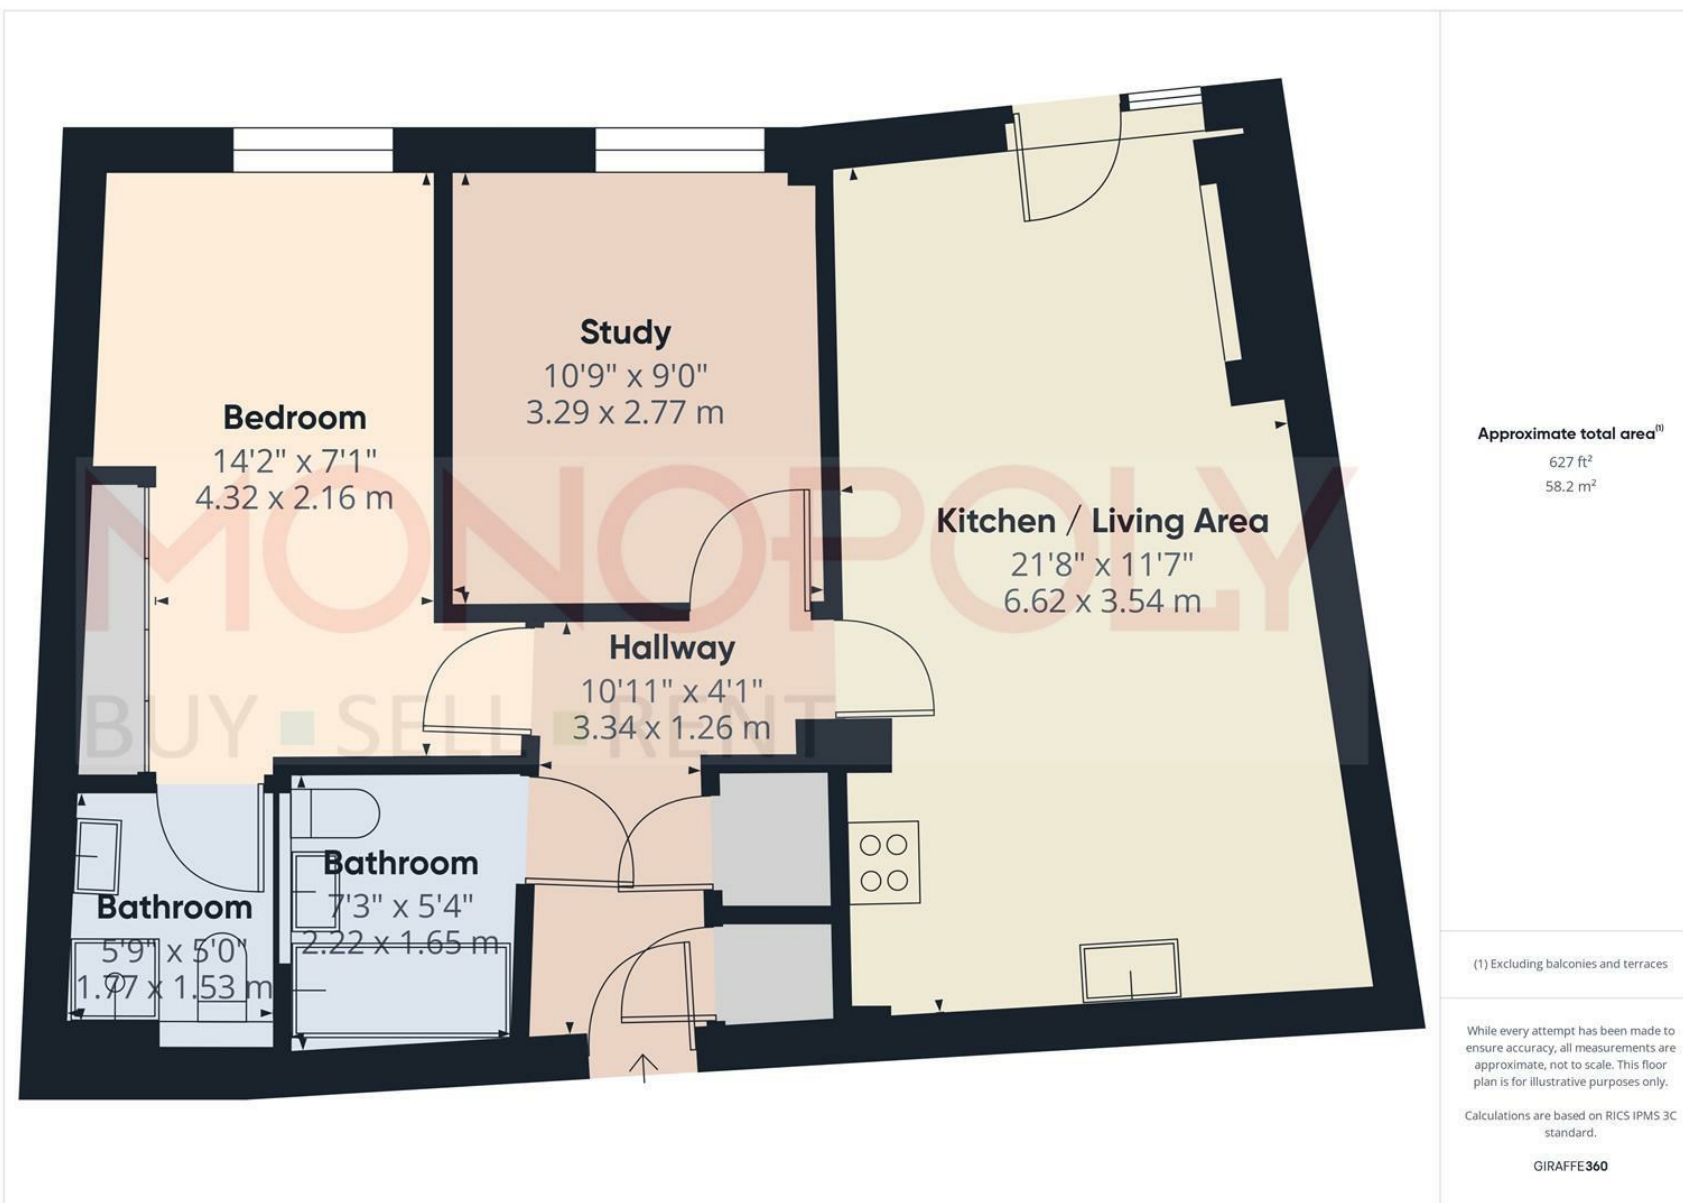 Study
10'9" x 9'0"
3.29 x 2.77 m
Bedroom
14'2" x 7'1"
4.32 x 2.16 m
MONOPOLY
BUY SELL RENT
Kitchen / Living Area
21'8" x 11'7"
6.62 x 3.54 m
Hallway
10'11" x 4'1"
3.34 x 1.26 m
Bathroom
7'3" x 5'4"
2.22 x 1.65 m
Bathroom
5'9" x 5'0"
1.77 x 1.53 m
Approximate total area(1)
627 ft²
58.2 m²
(1) Excluding balconies and terraces
While every attempt has been made to
ensure accuracy, all measurements are
approximate, not to scale. This floor
plan is for illustrative purposes only.
Calculations are based on RICS IPMS 3C
standard.
GIRAFFE360